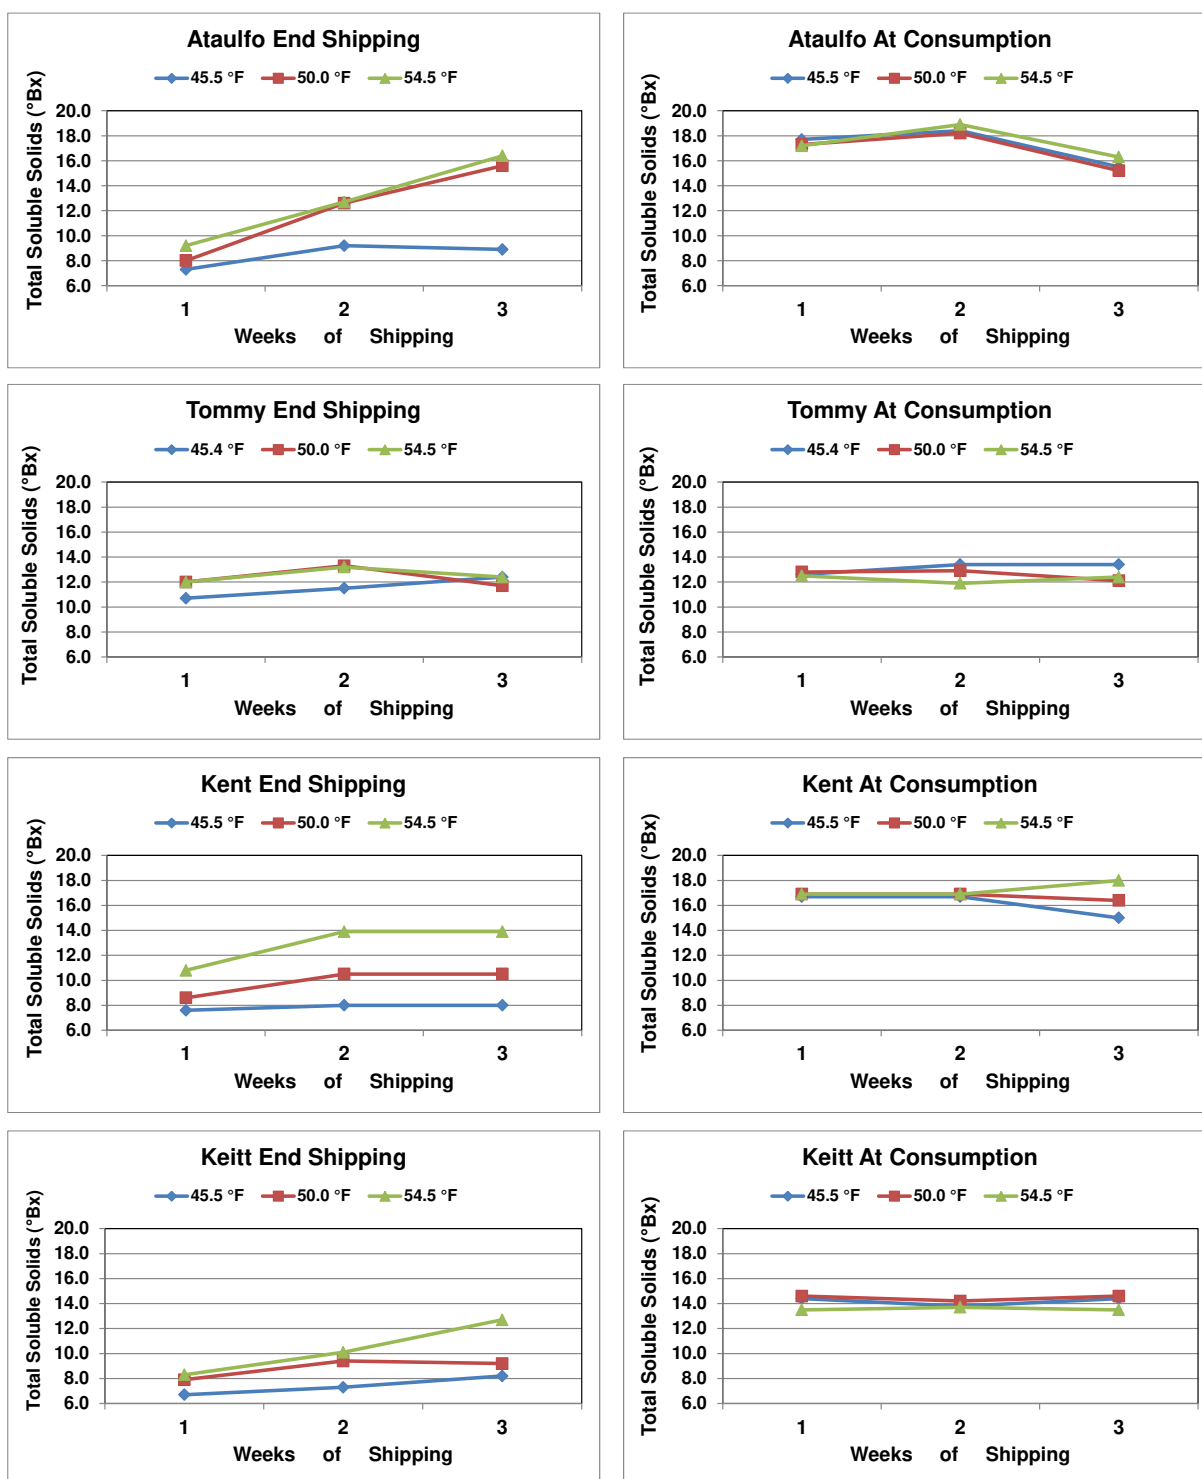 Ataulfo End Shipping
45.5 °F 50.0 °F 54.5 °F
Total Soluble Solids (°Bx)
20.0
18.0
16.0
14.0
12.0
10.0
8.0
6.0
1 2 3
Weeks of Shipping
Ataulfo At Consumption
45.5 °F 50.0 °F 54.5 °F
Total Soluble Solids (°Bx)
20.0
18.0
16.0
14.0
12.0
10.0
8.0
6.0
1 2 3
Weeks of Shipping
Tommy End Shipping
45.4 °F 50.0 °F 54.5 °F
Total Soluble Solids (°Bx)
20.0
18.0
16.0
14.0
12.0
10.0
8.0
6.0
1 2 3
Weeks of Shipping
Tommy At Consumption
45.4 °F 50.0 °F 54.5 °F
Total Soluble Solids (°Bx)
20.0
18.0
16.0
14.0
12.0
10.0
8.0
6.0
1 2 3
Weeks of Shipping
Kent End Shipping
45.5 °F 50.0 °F 54.5 °F
Total Soluble Solids (°Bx)
20.0
18.0
16.0
14.0
12.0
10.0
8.0
6.0
1 2 3
Weeks of Shipping
Kent At Consumption
45.5 °F 50.0 °F 54.5 °F
Total Soluble Solids (°Bx)
20.0
18.0
16.0
14.0
12.0
10.0
8.0
6.0
1 2 3
Weeks of Shipping
Keitt End Shipping
45.5 °F 50.0 °F 54.5 °F
Total Soluble Solids (°Bx)
20.0
18.0
16.0
14.0
12.0
10.0
8.0
6.0
1 2 3
Weeks of Shipping
Keitt At Consumption
45.5 °F 50.0 °F 54.5 °F
Total Soluble Solids (°Bx)
20.0
18.0
16.0
14.0
12.0
10.0
8.0
6.0
1 2 3
Weeks of Shipping